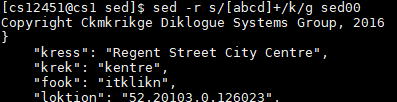 [cs12451@cs1 sed]$ sed -r s/[abcd]+/k/g sed00
Copyright Ckmkrikge Diklogue Systems Group, 2016
}
    "kress": "Regent Street City Centre",
    "krek": "kentre",
    "fook": "itklikn",
    "loktion": "52.20103,0.126023",